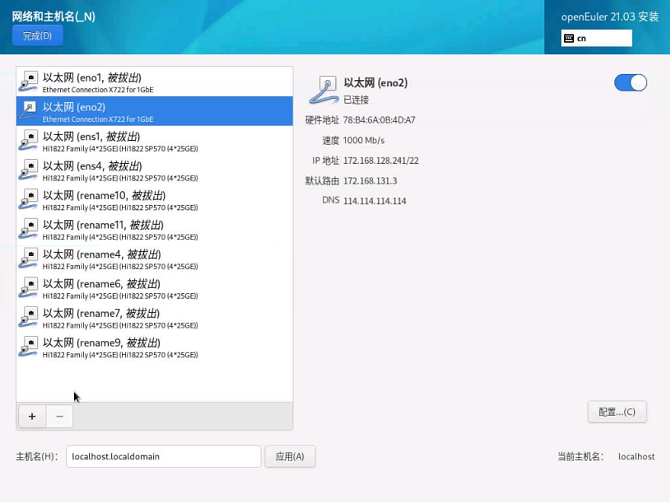 网络和主机名(_N)
完成(D)
openEuler 21.03 安装
cn
以太网 (eno1, 被拔出)
Ethernet Connection X722 for 1GbE
以太网 (eno2)
Ethernet Connection X722 for 1GbE
以太网 (ens1, 被拔出)
Hi1822 Family (4*25GE) (Hi1822 SP570 (4*25GE))
以太网 (ens4, 被拔出)
Hi1822 Family (4*25GE) (Hi1822 SP570 (4*25GE))
以太网 (rename10, 被拔出)
Hi1822 Family (4*25GE) (Hi1822 SP570 (4*25GE))
以太网 (rename11, 被拔出)
Hi1822 Family (4*25GE) (Hi1822 SP570 (4*25GE))
以太网 (rename4, 被拔出)
Hi1822 Family (4*25GE) (Hi1822 SP570 (4*25GE))
以太网 (rename6, 被拔出)
Hi1822 Family (4*25GE) (Hi1822 SP570 (4*25GE))
以太网 (rename7, 被拔出)
Hi1822 Family (4*25GE) (Hi1822 SP570 (4*25GE))
以太网 (rename9, 被拔出)
Hi1822 Family (4*25GE) (Hi1822 SP570 (4*25GE))
+ −
以太网 (eno2)
已连接
硬件地址 78:B4:6A:0B:4D:A7
速度 1000 Mb/s
IP 地址 172.168.128.241/22
默认路由 172.168.131.3
DNS 114.114.114.114
配置...(C)
主机名(H)： localhost.localdomain 应用(A) 当前主机名： localhost